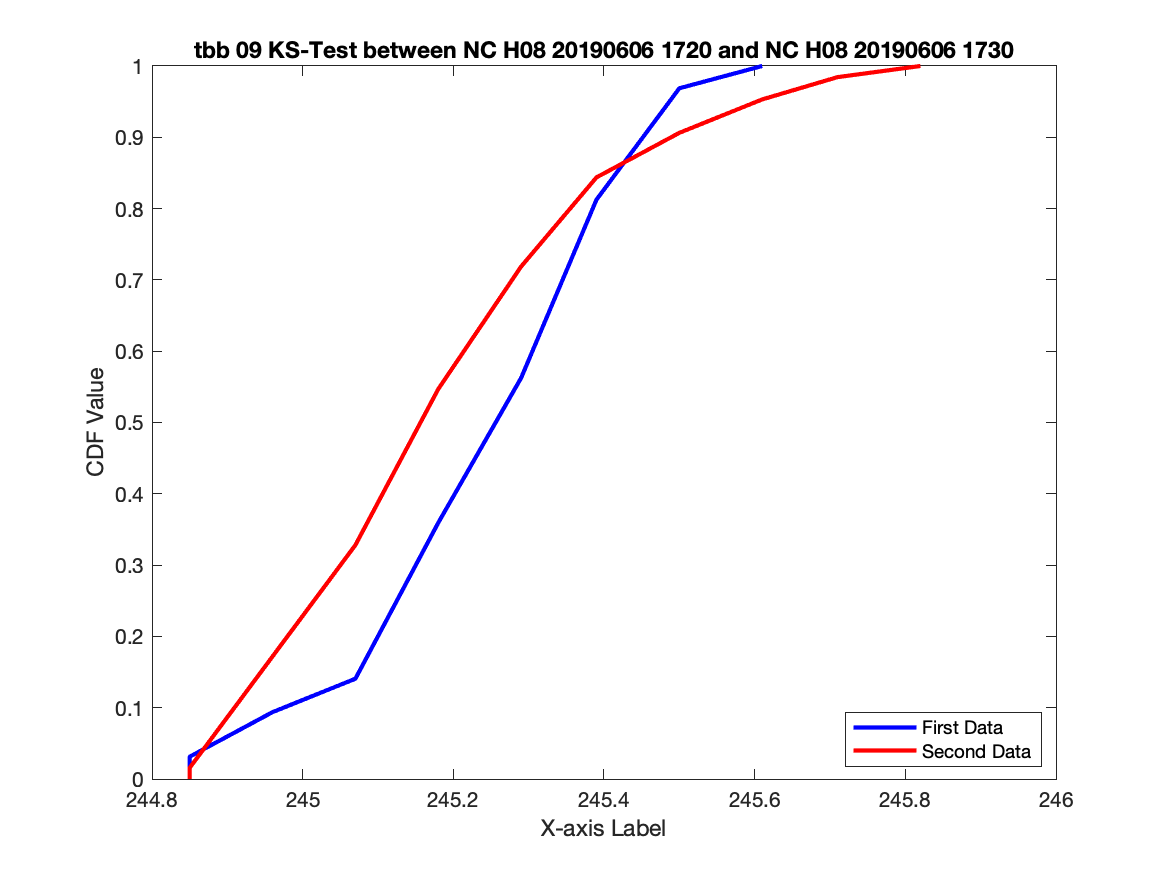 tbb 09 KS-Test between NC H08 20190606 1720 and NC H08 20190606 1730
1
0.9
0.8
0.7
0.6
0.5
0.4
0.3
0.2
0.1
0
CDF Value
First Data
Second Data
244.8 245 245.2 245.4 245.6 245.8 246
X-axis Label